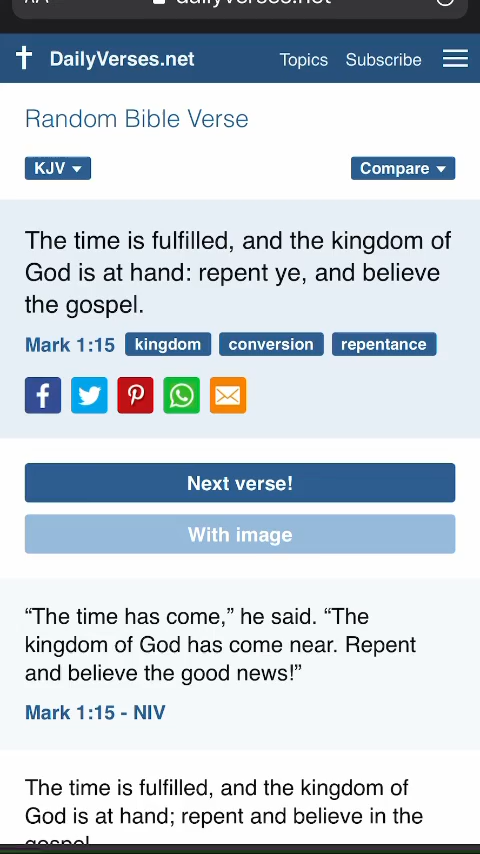 AA dailyverses.net
DailyVerses.net Topics Subscribe
Random Bible Verse
KJV Compare
The time is fulfilled, and the kingdom of
God is at hand: repent ye, and believe
the gospel.
Mark 1:15 kingdom conversion repentance
Next verse!
With image
“The time has come,” he said. “The
kingdom of God has come near. Repent
and believe the good news!”
Mark 1:15 - NIV
The time is fulfilled, and the kingdom of
God is at hand; repent and believe in the
gospel